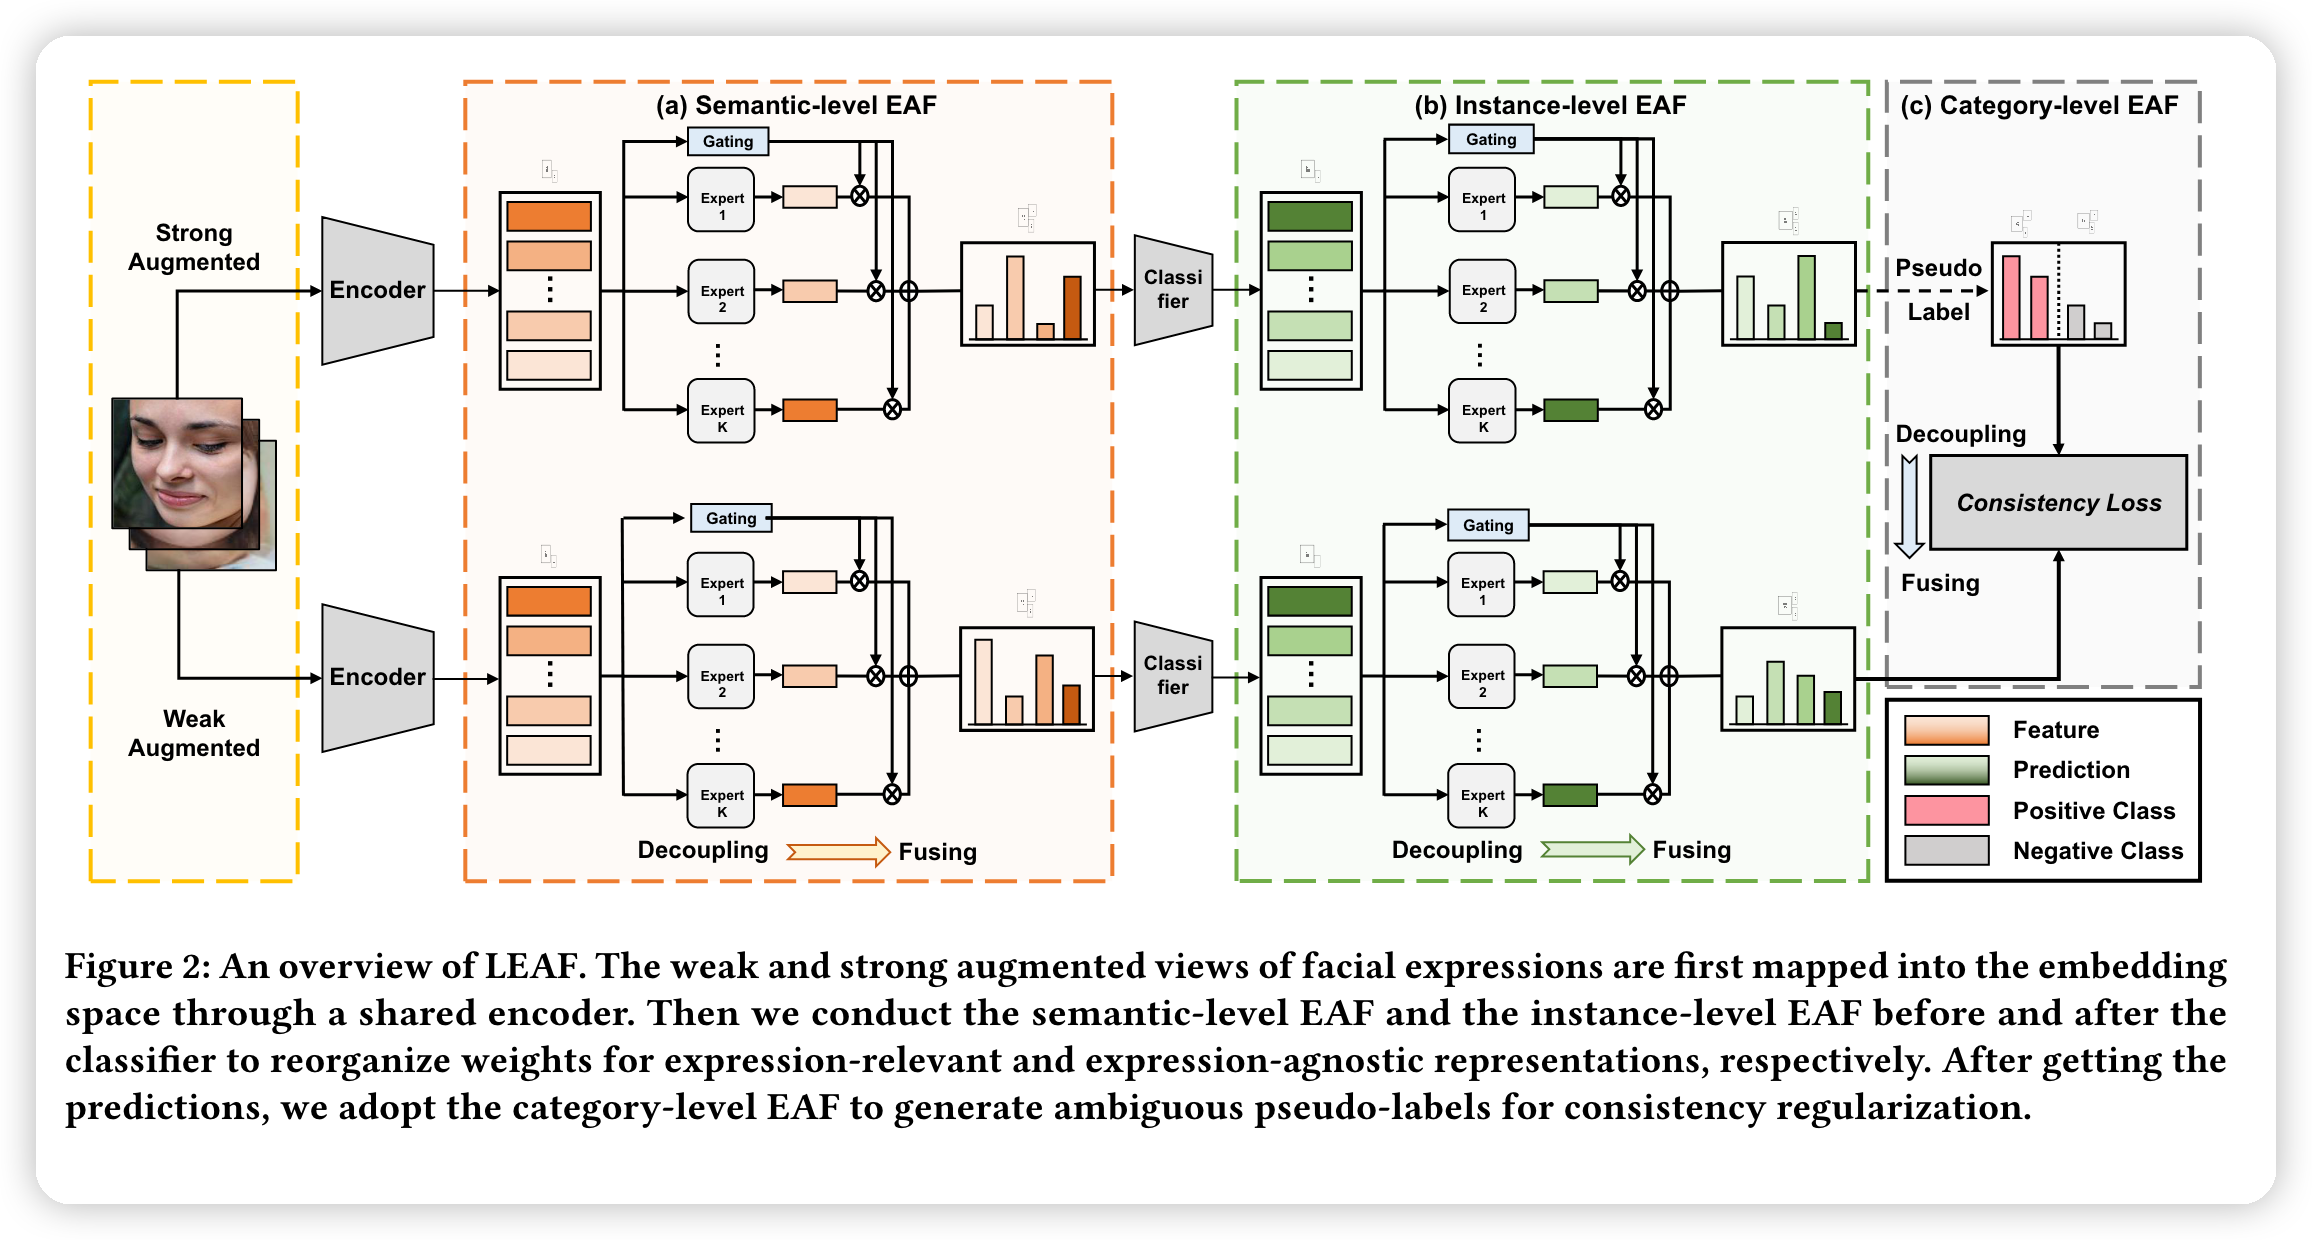 (a) Semantic-level EAF
(b) Instance-level EAF
(c) Category-level EAF
Strong
Augmented
Encoder
Gating
Expert
1
Expert
2
Expert
K
Classi
fier
Gating
Expert
1
Expert
2
Expert
K
Pseudo
Label
Decoupling
Consistency Loss
Fusing
Weak
Augmented
Encoder
Gating
Expert
1
Expert
2
Expert
K
Decoupling
Fusing
Classi
fier
Gating
Expert
1
Expert
2
Expert
K
Decoupling
Fusing
Feature
Prediction
Positive Class
Negative Class
Figure 2: An overview of LEAF. The weak and strong augmented views of facial expressions are first mapped into the embedding
space through a shared encoder. Then we conduct the semantic-level EAF and the instance-level EAF before and after the
classifier to reorganize weights for expression-relevant and expression-agnostic representations, respectively. After getting the
predictions, we adopt the category-level EAF to generate ambiguous pseudo-labels for consistency regularization.